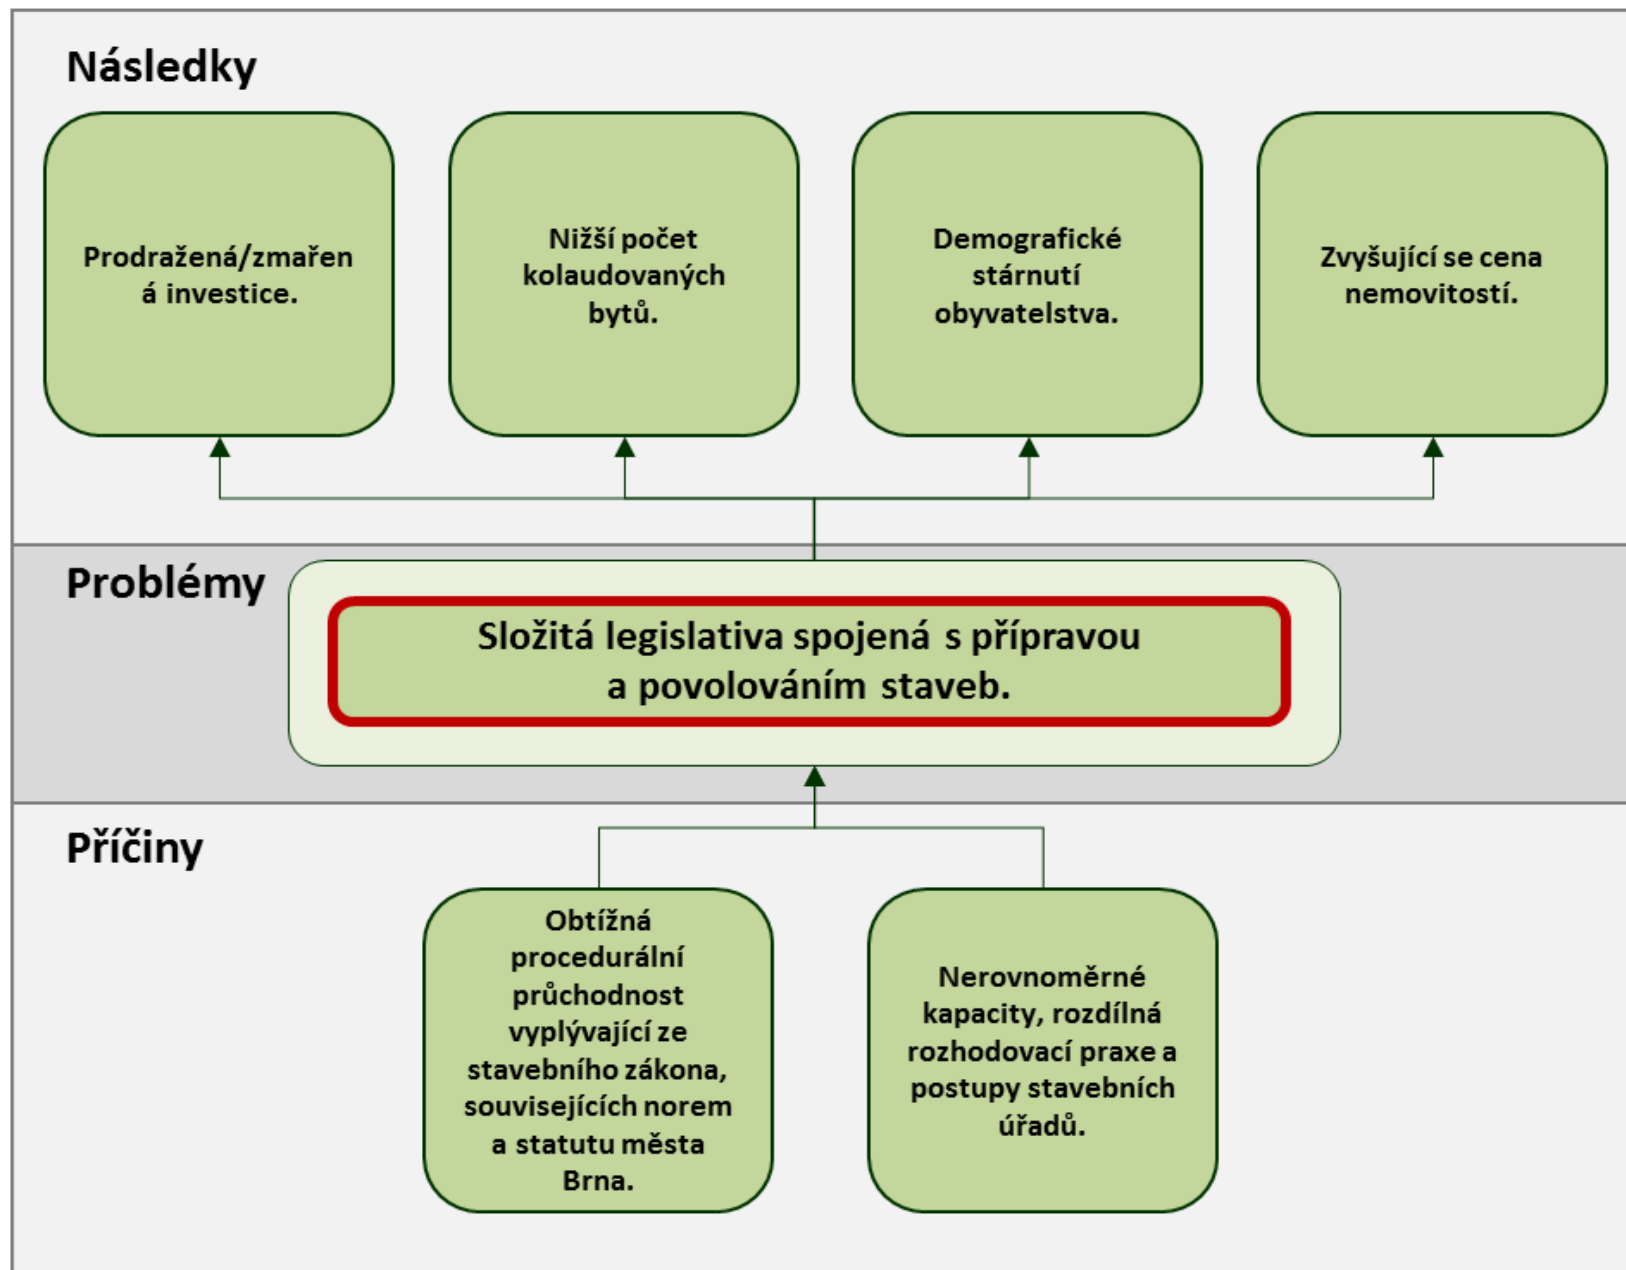 Následky
Prodražená/zmařen
á investice.
Nižší počet
kolaudovaných
bytů.
Demografické
stárnutí
obyvatelstva.
Zvyšující se cena
nemovitostí.
Problémy
Složitá legislativa spojená s přípravou
a povolováním staveb.
Příčiny
Obtížná
procedurální
průchodnost
vyplývající ze
stavebního zákona,
souvisejících norem
a statutu města
Brna.
Nerovnoměrné
kapacity, rozdílná
rozhodovací praxe a
postupy stavebních
úřadů.